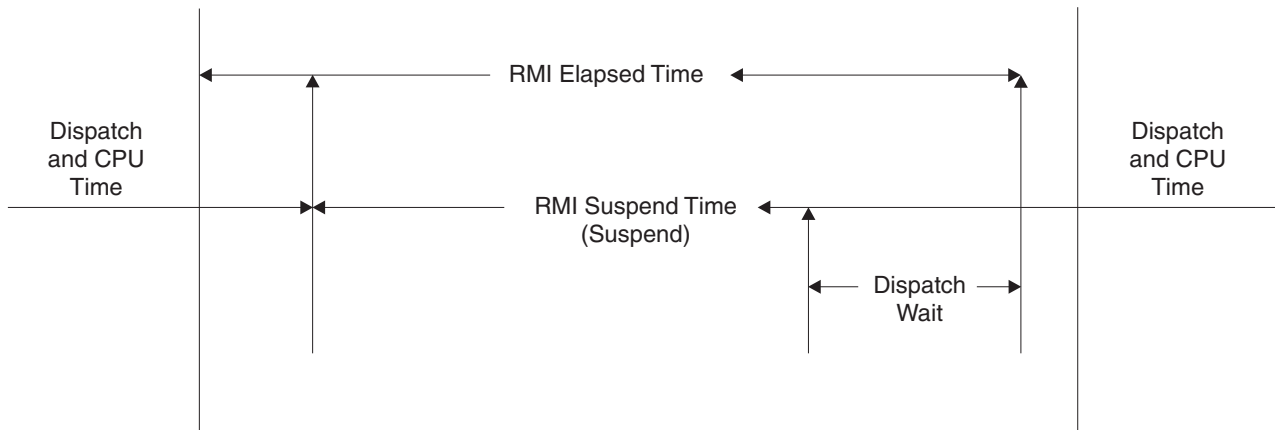 RMI Elapsed Time
Dispatch
and CPU
Time
Dispatch
and CPU
Time
RMI Suspend Time
(Suspend)
Dispatch
Wait